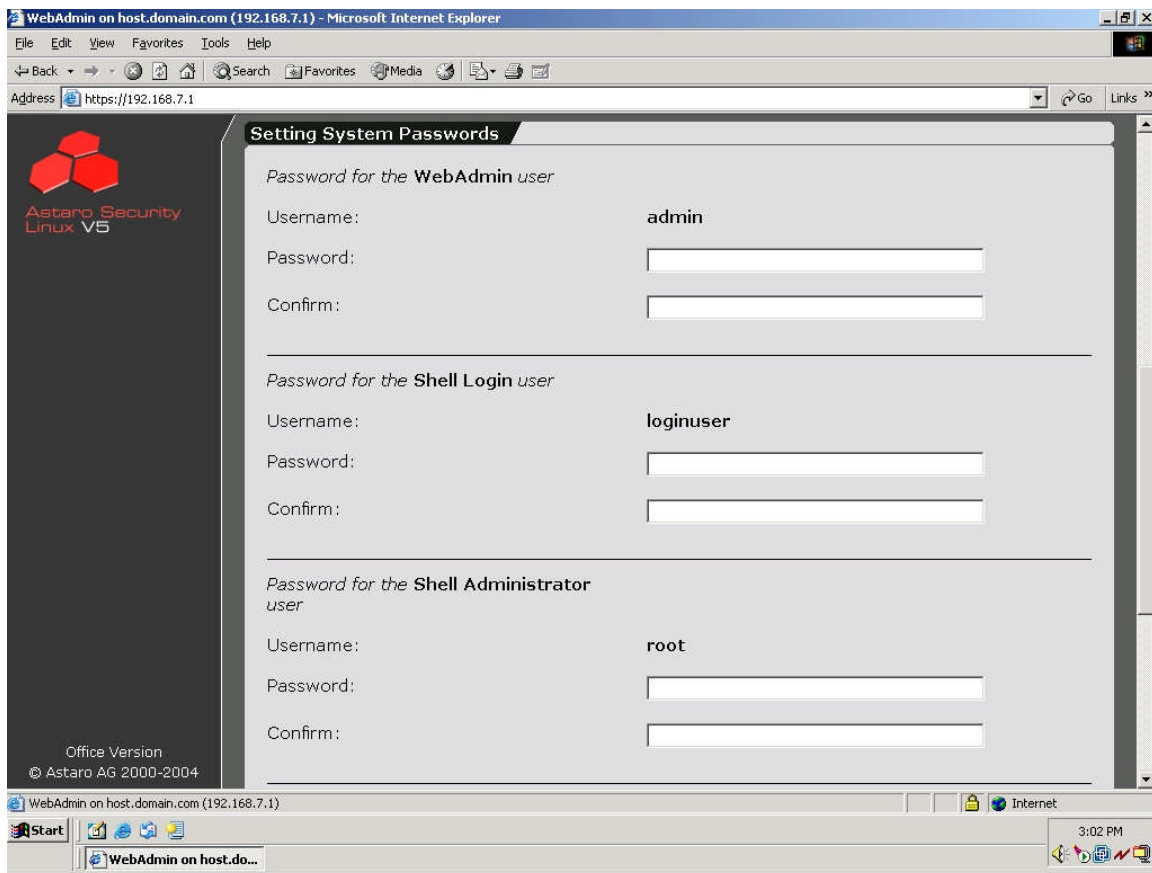 WebAdmin on host.domain.com (192.168.7.1) - Microsoft Internet Explorer
File Edit View Favorites Tools Help
Back Search Favorites Media
Address https://192.168.7.1 Go Links »
Setting System Passwords
Astaro Security
Linux V5
Password for the WebAdmin user
Username: admin
Password:
Confirm:
Password for the Shell Login user
Username: loginuser
Password:
Confirm:
Password for the Shell Administrator
user
Username: root
Password:
Confirm:
Office Version
© Astaro AG 2000-2004
WebAdmin on host.domain.com (192.168.7.1) Internet
Start 3:02 PM
WebAdmin on host.do...